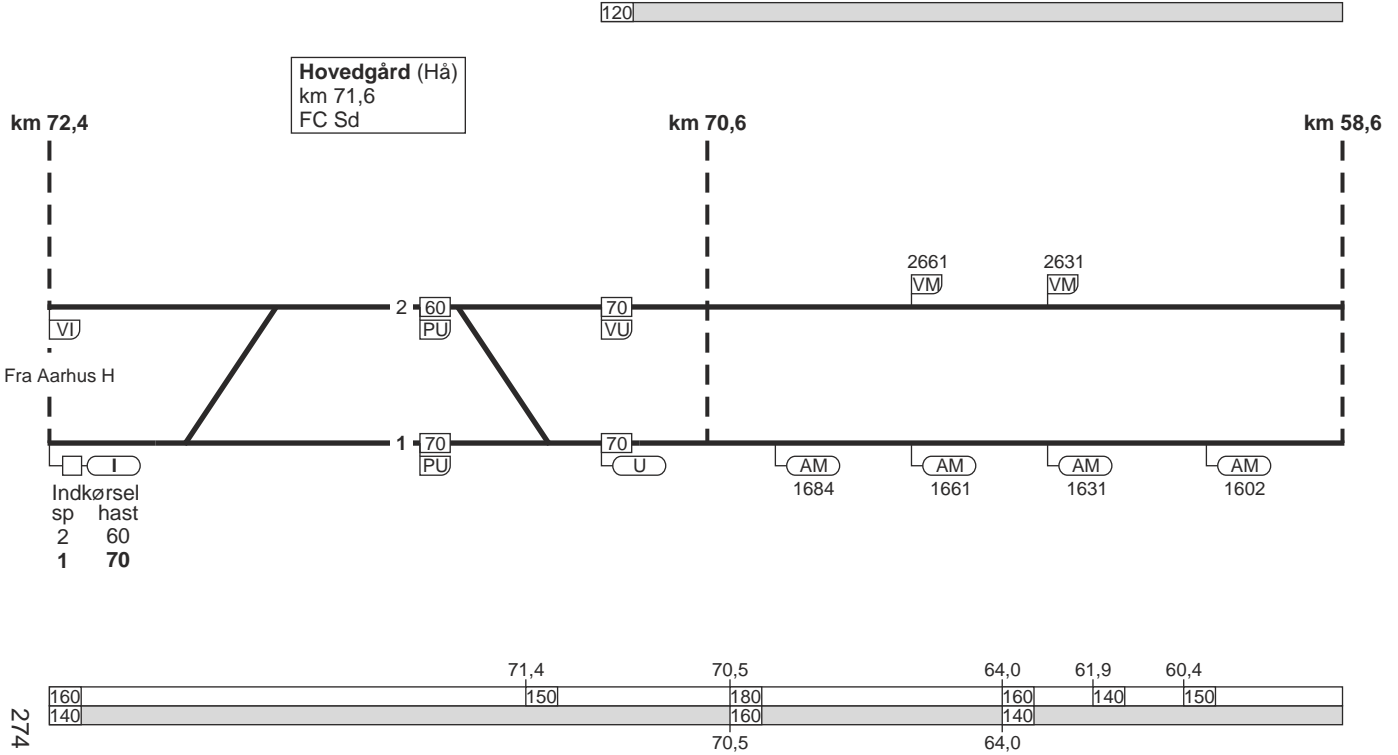 120
Hovedgård (Hå)
km 71,6
FC Sd
km 72,4
km 70,6
km 58,6
2661 2631
VM VM
2 60 70
VI PU VU
Fra Aarhus H
1 70 70
I PU U AM AM AM AM
1684 1661 1631 1602
Indkørsel
sp hast
2 60
1 70
71,4 70,5 64,0 61,9 60,4
160 150 180 160 140 150
140 160 140
70,5 64,0
274